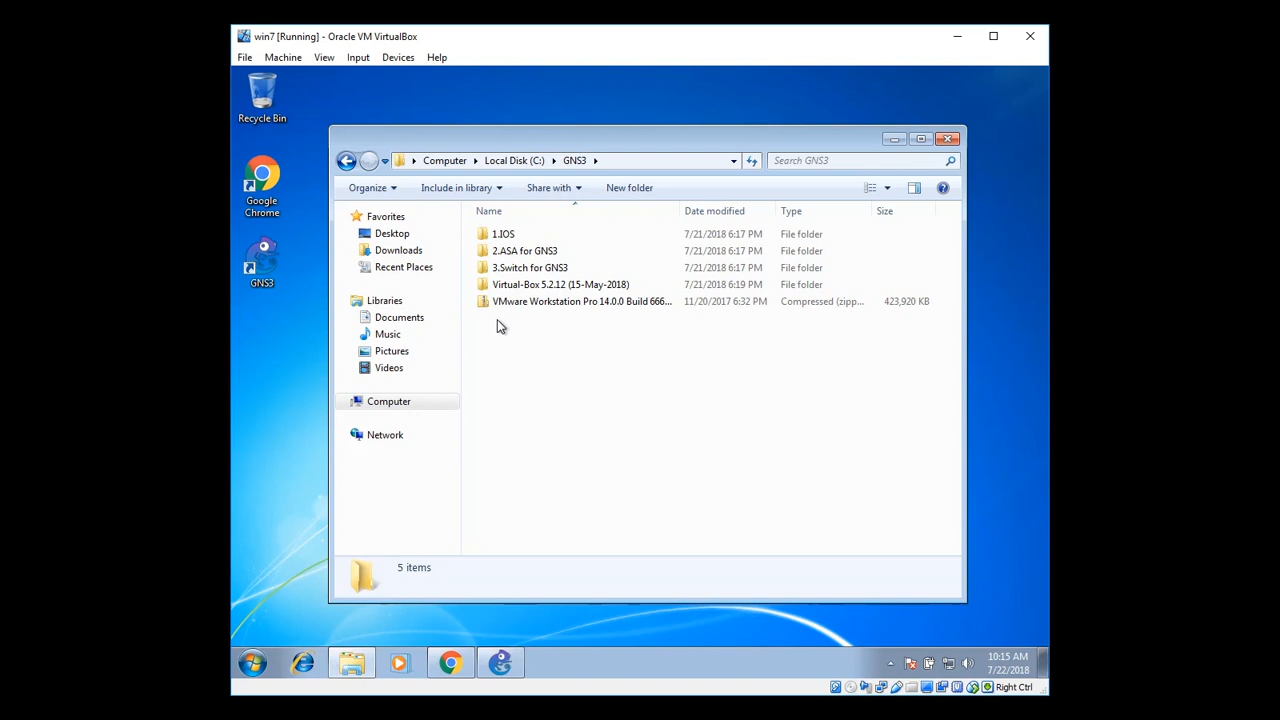 win7 [Running] - Oracle VM VirtualBox
File Machine View Input Devices Help
Recycle Bin
Google
Chrome
GNS3
Computer Local Disk (C:) GNS3
Search GNS3
Organize Include in library Share with New folder
Favorites
Desktop
Downloads
Recent Places
Libraries
Documents
Music
Pictures
Videos
Computer
Network
Name Date modified Type Size
1.IOS 7/21/2018 6:17 PM File folder
2.ASA for GNS3 7/21/2018 6:17 PM File folder
3.Switch for GNS3 7/21/2018 6:17 PM File folder
Virtual-Box 5.2.12 (15-May-2018) 7/21/2018 6:19 PM File folder
VMware Workstation Pro 14.0.0 Build 666... 11/20/2017 6:32 PM Compressed (zipp... 423,920 KB
5 items
10:15 AM
7/22/2018
Right Ctrl